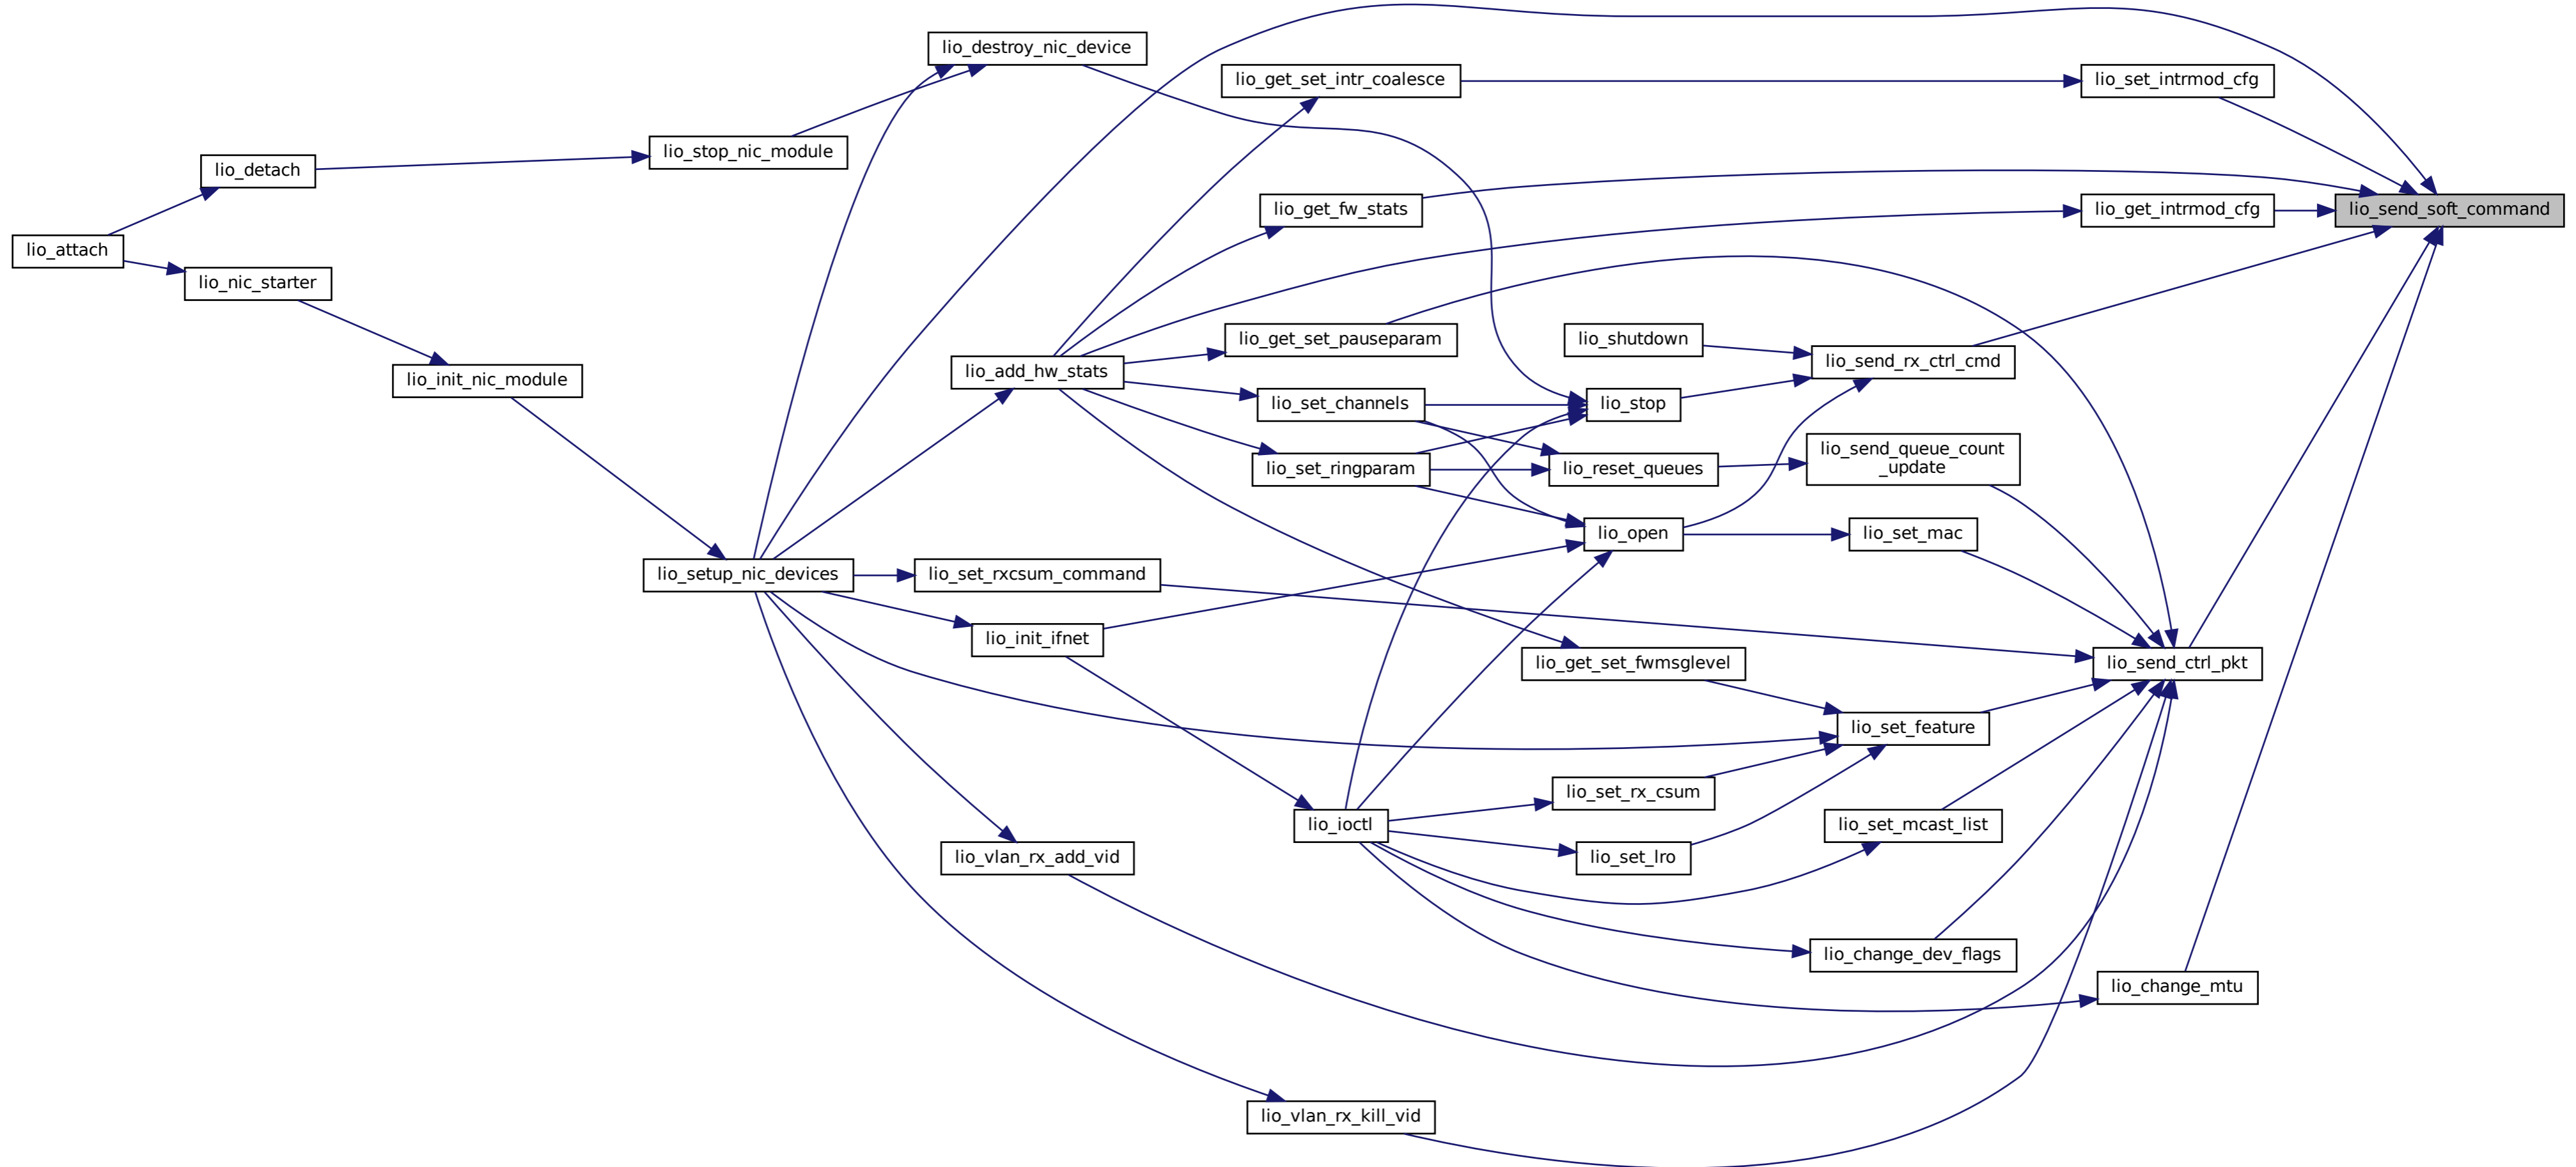 lio_destroy_nic_device
lio_get_set_intr_coalesce
lio_set_intrmod_cfg
lio_stop_nic_module
lio_detach
lio_get_fw_stats
lio_get_intrmod_cfg
lio_send_soft_command
lio_attach
lio_nic_starter
lio_get_set_pauseparam
lio_shutdown
lio_send_rx_ctrl_cmd
lio_add_hw_stats
lio_init_nic_module
lio_set_channels
lio_stop
lio_send_queue_count
_update
lio_set_ringparam
lio_reset_queues
lio_open
lio_set_mac
lio_setup_nic_devices
lio_set_rxcsum_command
lio_init_ifnet
lio_get_set_fwmsglevel
lio_send_ctrl_pkt
lio_set_feature
lio_set_rx_csum
lio_ioctl
lio_set_mcast_list
lio_vlan_rx_add_vid
lio_set_lro
lio_change_dev_flags
lio_change_mtu
lio_vlan_rx_kill_vid